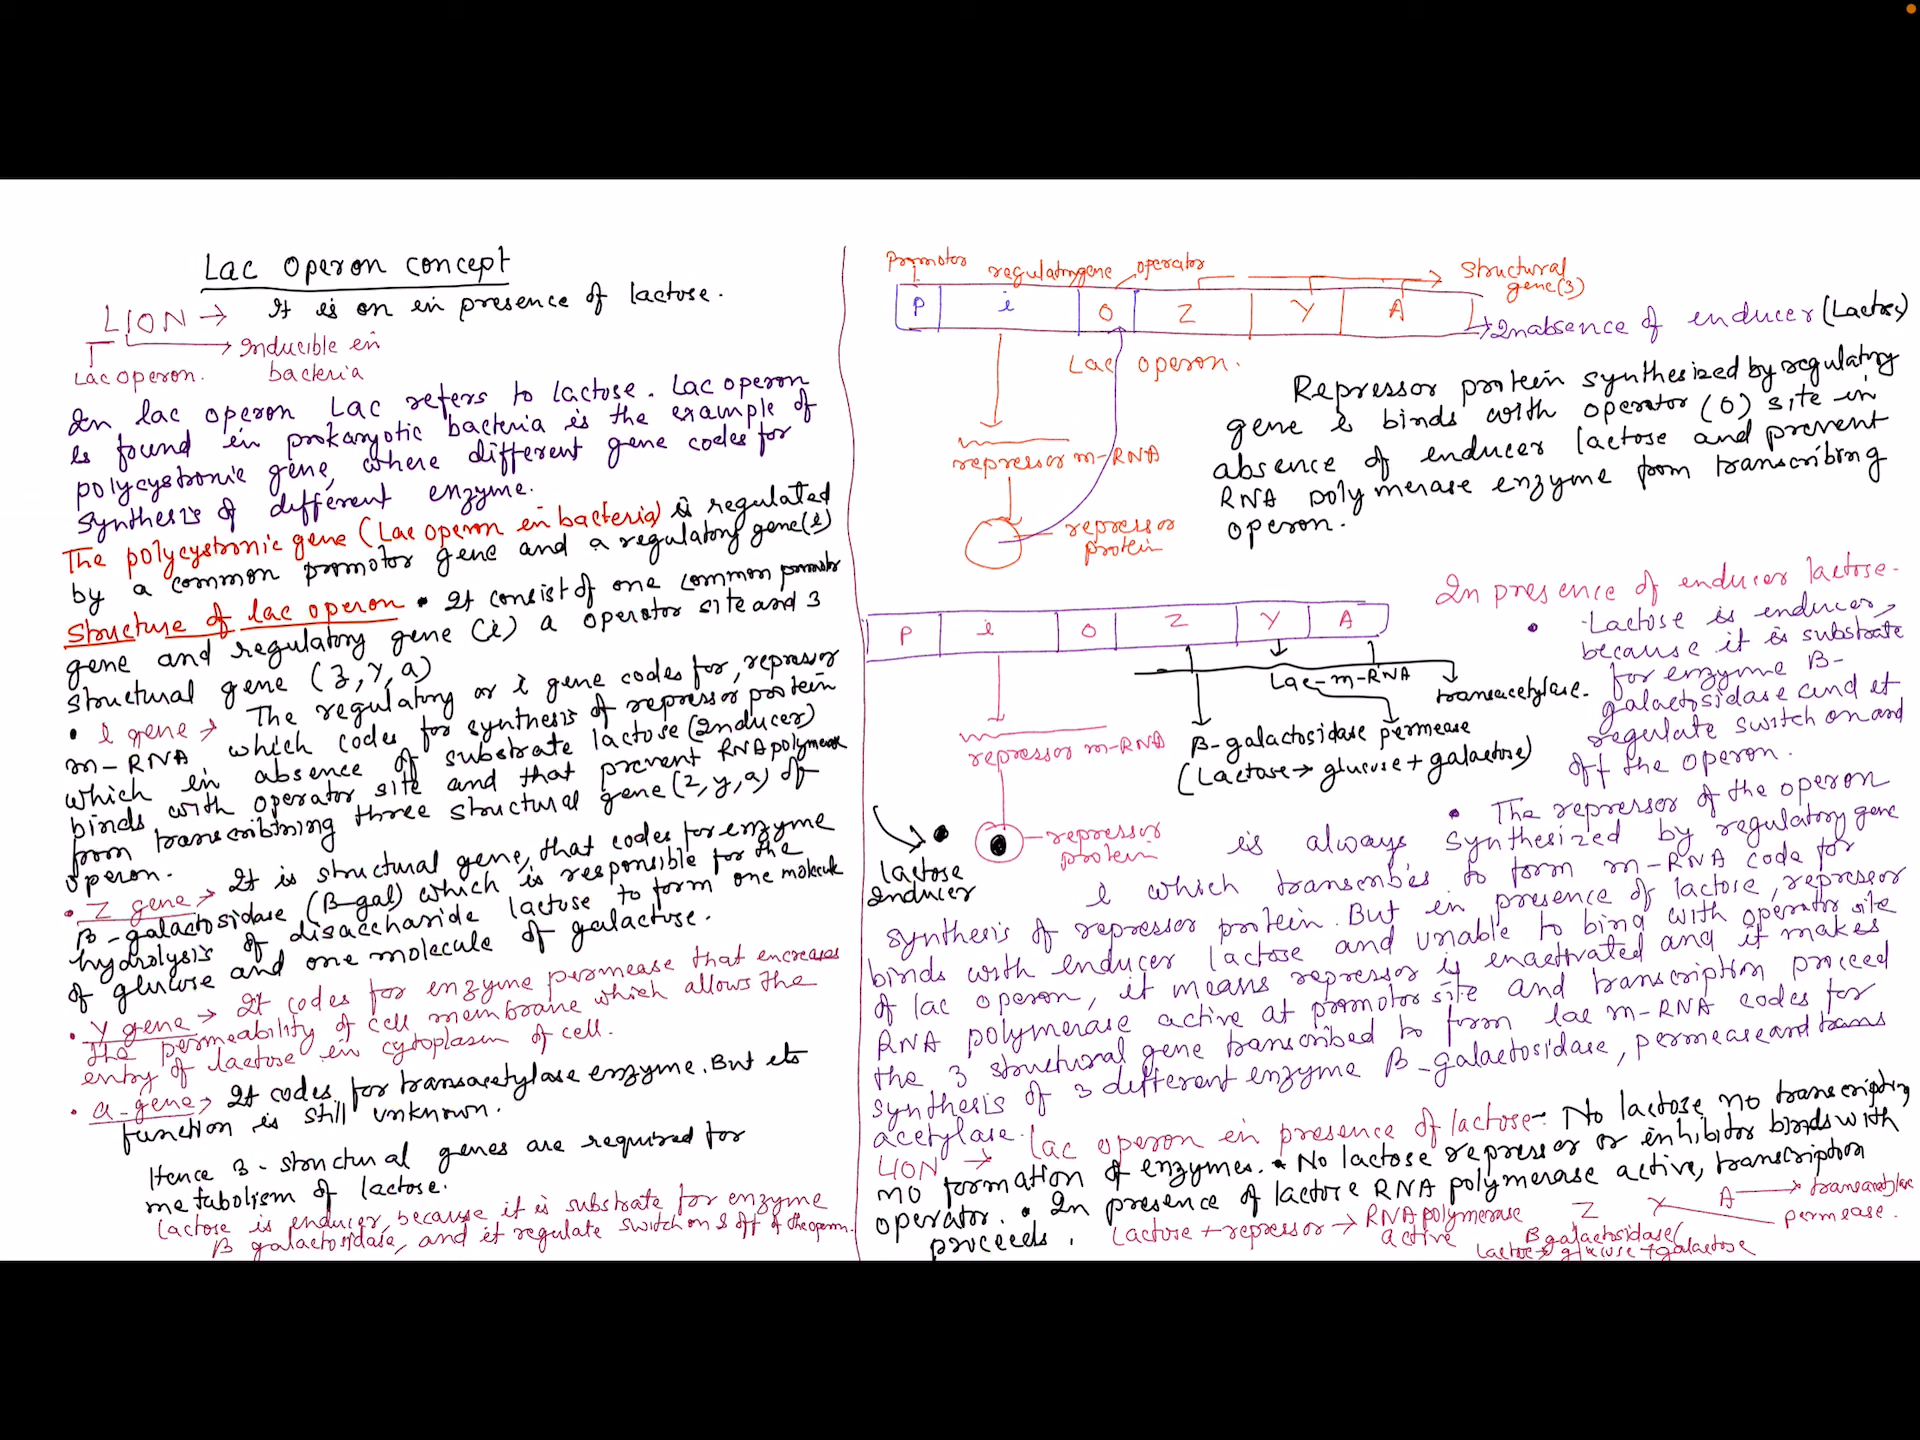 Lac Operon concept
LION → It is on in presence of lactose.
→ inducible in
Lac operon. bacteria
In lac operon Lac refers to lactose. Lac operon
is found in prokaryotic bacteria is the example of
polycystronic gene, where different gene codes for
synthesis of different enzyme.
The polycystronic gene (Lac operon in bacteria) is regulated
by a common promotor gene and a regulatory gene(i)
Structure of lac operon • It consist of one common promotor
gene and regulatory gene (i) a operator site and 3
structural gene (z, y, a)
• i gene → The regulatory or i gene codes for, repressor
m-RNA, which codes for synthesis of repressor protein
which in absence of substrate lactose (Inducer)
binds with operator site and that prevent RNA polymerase
from transcribtning three structural gene (z, y, a) of
operon.
• Z gene → It is structural gene, that codes for enzyme
β-galactosidase (β-gal) which is responsible for the
hydrolysis of disaccharide lactose to form one molecule
of glucose and one molecule of galactose.
• Y gene → It codes for enzyme permease that increases
the permeability of cell membrane which allows the
entry of lactose in cytoplasm of cell.
• a-gene → It codes for transacetylase enzyme. But its
function is still unknown.
Hence 3-structural genes are required for
metabolism of lactose.
lactose is inducer because it is substrate for enzyme
β galactosidase, and it regulate switch on & off of the operon.
Promotor regulatory gene operator → Structural
gene(3)
P i O Z Y A
→ In absence of inducer (Lactose)
Lac operon.
Repressor protein synthesized by regulatory
gene i binds with operator (O) site in
absence of inducer lactose and prevent
RNA polymerase enzyme from transcribing
operon.
repressor m-RNA
repressor
protein
In presence of inducer lactose-
P i O Z Y A
• Lactose is inducer,
because it is substrate
for enzyme β-
galactosidase and it
regulate switch on and
off the operon.
Lac-m-RNA transacetylase.
repressor m-RNA
β-galactosidase permease
(Lactose → glucose + galactose)
lactose
inducer
repressor
protein
• The repressor of the operon
is always synthesized by regulatory gene
i which transcribes to form m-RNA code for
synthesis of repressor protein. But in presence of lactose, repressor
binds with inducer lactose and unable to bing with operator site
of lac operon, it means repressor is inactivated and it makes
RNA polymerase active at promotor site and transcription proceed
the 3 structural gene transcribed to form lac m-RNA codes for
synthesis of 3 different enzyme β-galactosidase, permease and trans
acetylase.
LION → lac operon in presence of lactose- No lactose no transcription
no formation of enzymes. • No lactose repressor or inhibitor binds with
operator. • In presence of lactose RNA polymerase active, transcription
proceeds.
Lactose + repressor → RNA polymerase
active
Z Y A → transacetylase
permease.
β galactosidase(
lactose → glucose + galactose